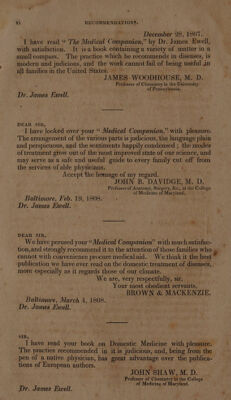 RECOMMENDATIONS.
December 28, 1807.
I have read "The Medical Companion," by Dr. James Ewell,
with satisfaction. It is a book containing a variety of matter in a
small compass. The practice which he recommends in diseases, is
modern and judicious, and the work cannot fail of being useful in
all families in the United States.
JAMES WOODHOUSE, M. D.
Professor of Chemistry in the University
of Pennsylvania.
Dr. James Ewell.
DEAR SIR,
I have looked over your "Medical Companion," with pleasure.
The arrangement of the various parts is judicious, the language plain
and perspicuous, and the sentiments happily condensed; the modes
of treatment grow out of the most improved state of our science, and
may serve as a safe and useful guide to every family cut off from
the services of able physicians.
Accept the homage of my regard.
JOHN B. DAVIDGE, M. D.
Professor of Anatomy, Surgery, &c., at the College
of Medicine of Maryland.
Baltimore, Feb. 19, 1808.
Dr. James Ewell.
DEAR SIR,
We have perused your "Medical Companion" with much satisfac-
tion, and strongly recommend it to the attention of those families who
cannot with convenience procure medical aid. We think it the best
publication we have ever read on the domestic treatment of diseases,
more especially as it regards those of our climate.
We are, very respectfully, sir,
Your most obedient servants,
BROWN & MACKENZIE.
Baltimore, March 4, 1808.
Dr. James Ewell.
SIR,
I have read your book on Domestic Medicine with pleasure.
The practice recommended in it is judicious, and, being from the
pen of a native physician, has great advantage over the publica-
tions of European authors.
JOHN SHAW, M. D.
Professor of Chemistry in the College
of Medicine of Maryland.
Dr. James Ewell.